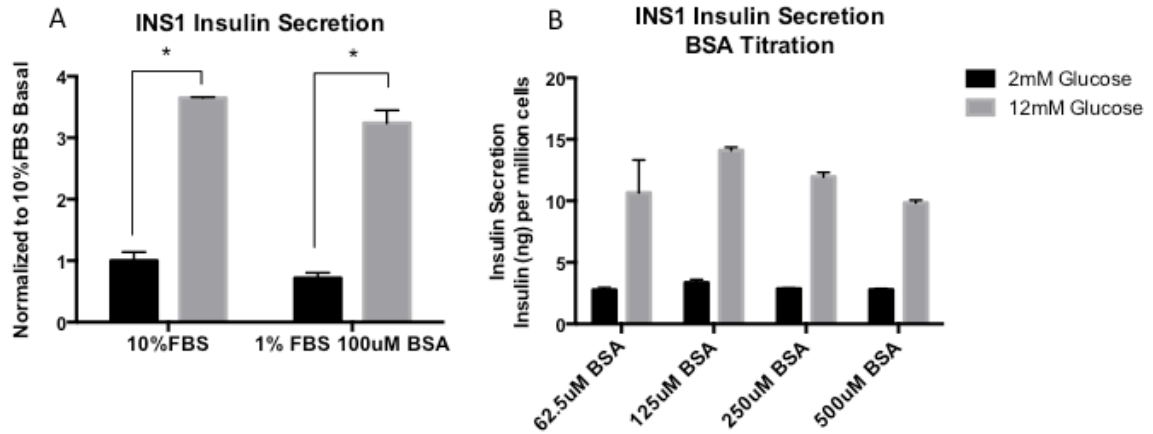 A
INS1 Insulin Secretion
*
*
Normalized to 10%FBS Basal
4
3
2
1
0
10%FBS
1% FBS 100uM BSA
B
INS1 Insulin Secretion
BSA Titration
Insulin Secretion
Insulin (ng) per million cells
20
15
10
5
0
62.5uM BSA
125uM BSA
250uM BSA
500uM BSA
2mM Glucose
12mM Glucose